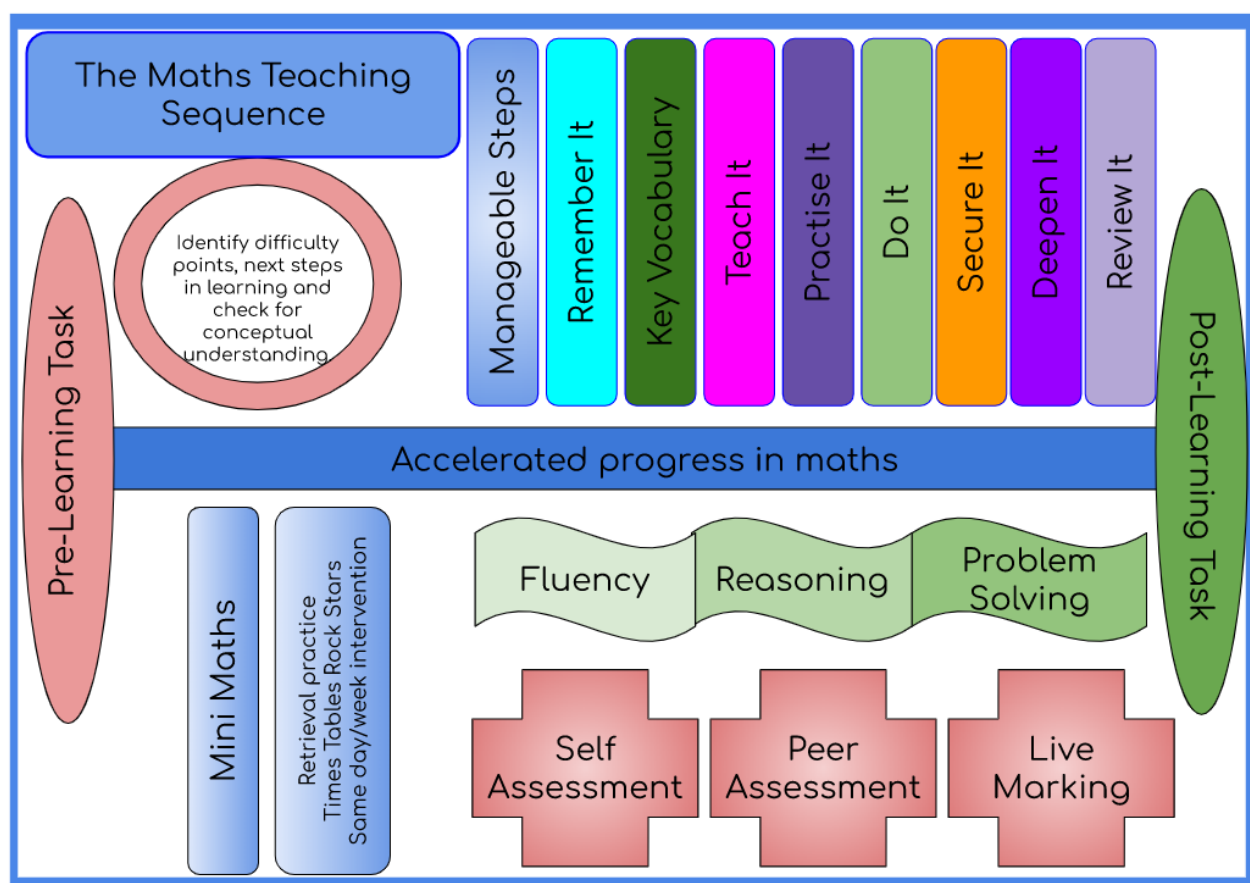 The Maths Teaching
Sequence
Pre-Learning Task
Identify difficulty
points, next steps
in learning and
check for
conceptual
understanding.
Manageable Steps
Remember It
Key Vocabulary
Teach It
Practise It
Do It
Secure It
Deepen It
Review It
Post-Learning Task
Accelerated progress in maths
Mini Maths
Retrieval practice
Times Tables Rock Stars
Same day/week intervention
Fluency
Reasoning
Problem
Solving
Self
Assessment
Peer
Assessment
Live
Marking